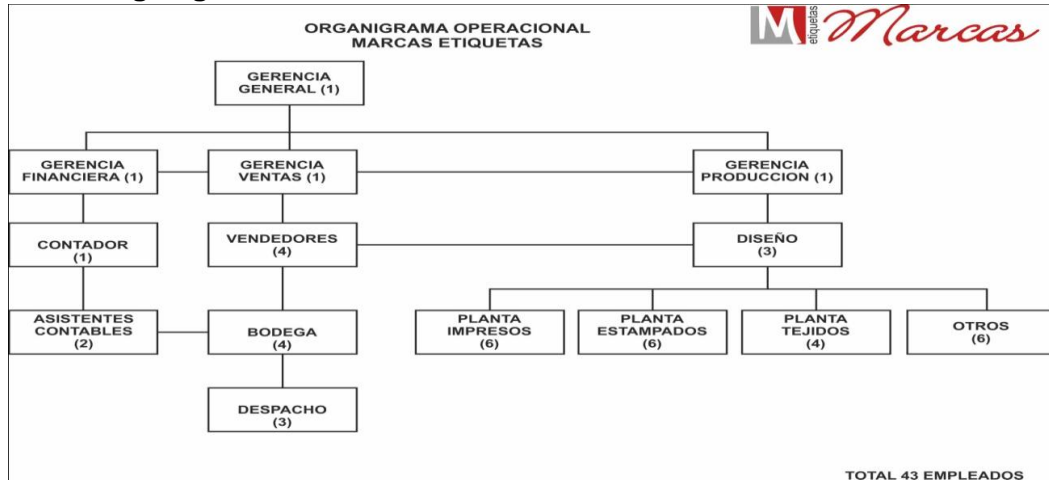 ORGANIGRAMA OPERACIONAL
MARCAS ETIQUETAS
M etiquetas Marcas
GERENCIA
GENERAL (1)
GERENCIA
FINANCIERA (1)
GERENCIA
VENTAS (1)
GERENCIA
PRODUCCION (1)
CONTADOR
(1)
VENDEDORES
(4)
DISEÑO
(3)
ASISTENTES
CONTABLES
(2)
BODEGA
(4)
PLANTA
IMPRESOS
(6)
PLANTA
ESTAMPADOS
(6)
PLANTA
TEJIDOS
(4)
OTROS
(6)
DESPACHO
(3)
TOTAL 43 EMPLEADOS